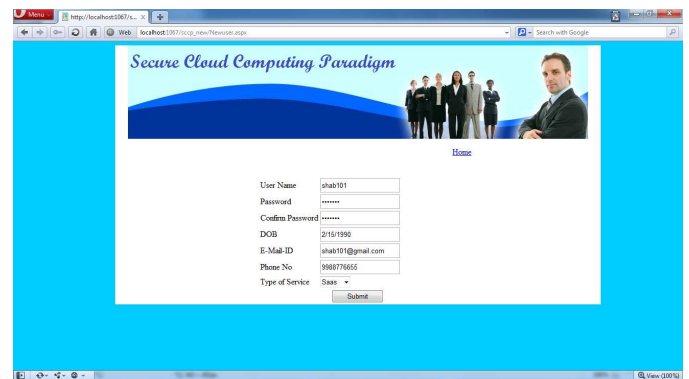 Menu http://localhost:1067/s...
Web localhost:1067/sccp_new/Newuser.aspx Search with Google
Secure Cloud Computing Paradigm
Home
User Name shab101
Password •••••••
Confirm Password •••••••
DOB 2/15/1990
E-Mail-ID shab101@gmail.com
Phone No 9988776655
Type of Service Saas
Submit
View (100%)